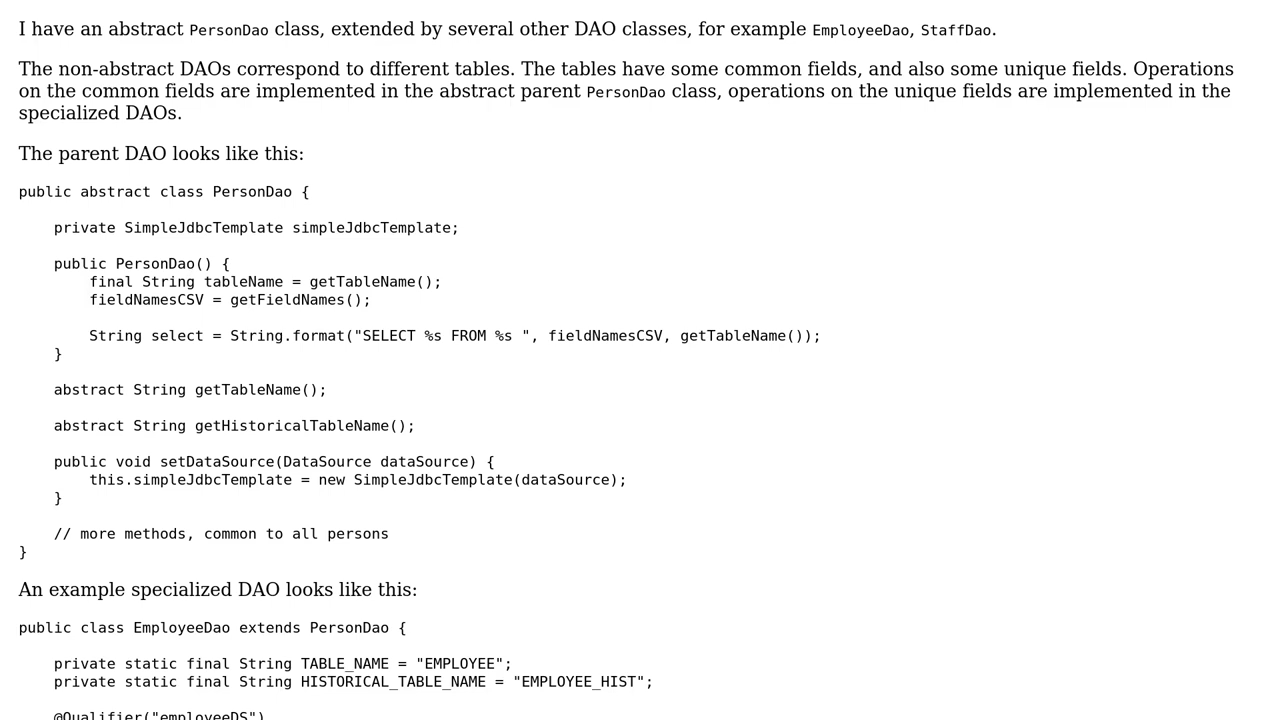 I have an abstract PersonDao class, extended by several other DAO classes, for example EmployeeDao, StaffDao.
The non-abstract DAOs correspond to different tables. The tables have some common fields, and also some unique fields. Operations
on the common fields are implemented in the abstract parent PersonDao class, operations on the unique fields are implemented in the
specialized DAOs.
The parent DAO looks like this:
public abstract class PersonDao {
    private SimpleJdbcTemplate simpleJdbcTemplate;
    public PersonDao() {
        final String tableName = getTableName();
        fieldNamesCSV = getFieldNames();
        String select = String.format("SELECT %s FROM %s ", fieldNamesCSV, getTableName());
    }
    abstract String getTableName();
    abstract String getHistoricalTableName();
    public void setDataSource(DataSource dataSource) {
        this.simpleJdbcTemplate = new SimpleJdbcTemplate(dataSource);
    }
    // more methods, common to all persons
}
An example specialized DAO looks like this:
public class EmployeeDao extends PersonDao {
    private static final String TABLE_NAME = "EMPLOYEE";
    private static final String HISTORICAL_TABLE_NAME = "EMPLOYEE_HIST";
    @Qualifier("employeeDS")